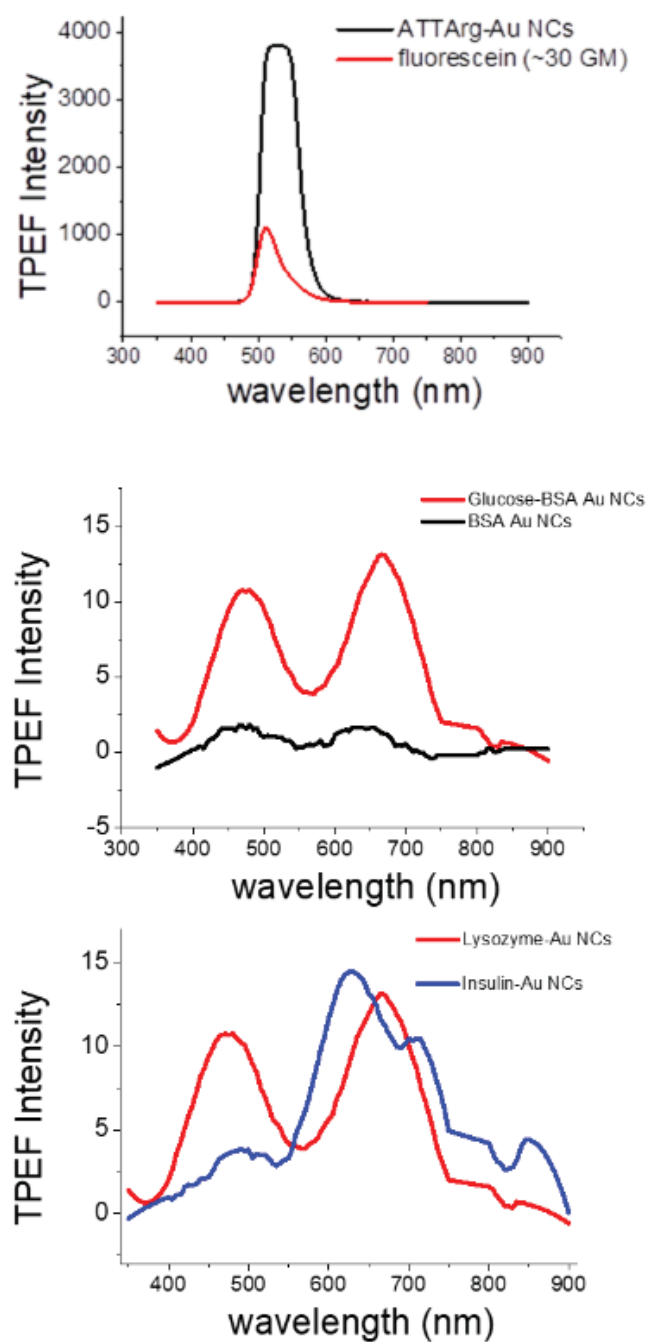 ATTArg-Au NCs
fluorescein (~30 GM)
4000
3000
2000
1000
0
TPEF Intensity
300 400 500 600 700 800 900
wavelength (nm)
Glucose-BSA Au NCs
BSA Au NCs
15
10
5
0
-5
TPEF Intensity
300 400 500 600 700 800 900
wavelength (nm)
Lysozyme-Au NCs
Insulin-Au NCs
15
10
5
0
TPEF Intensity
400 500 600 700 800 900
wavelength (nm)